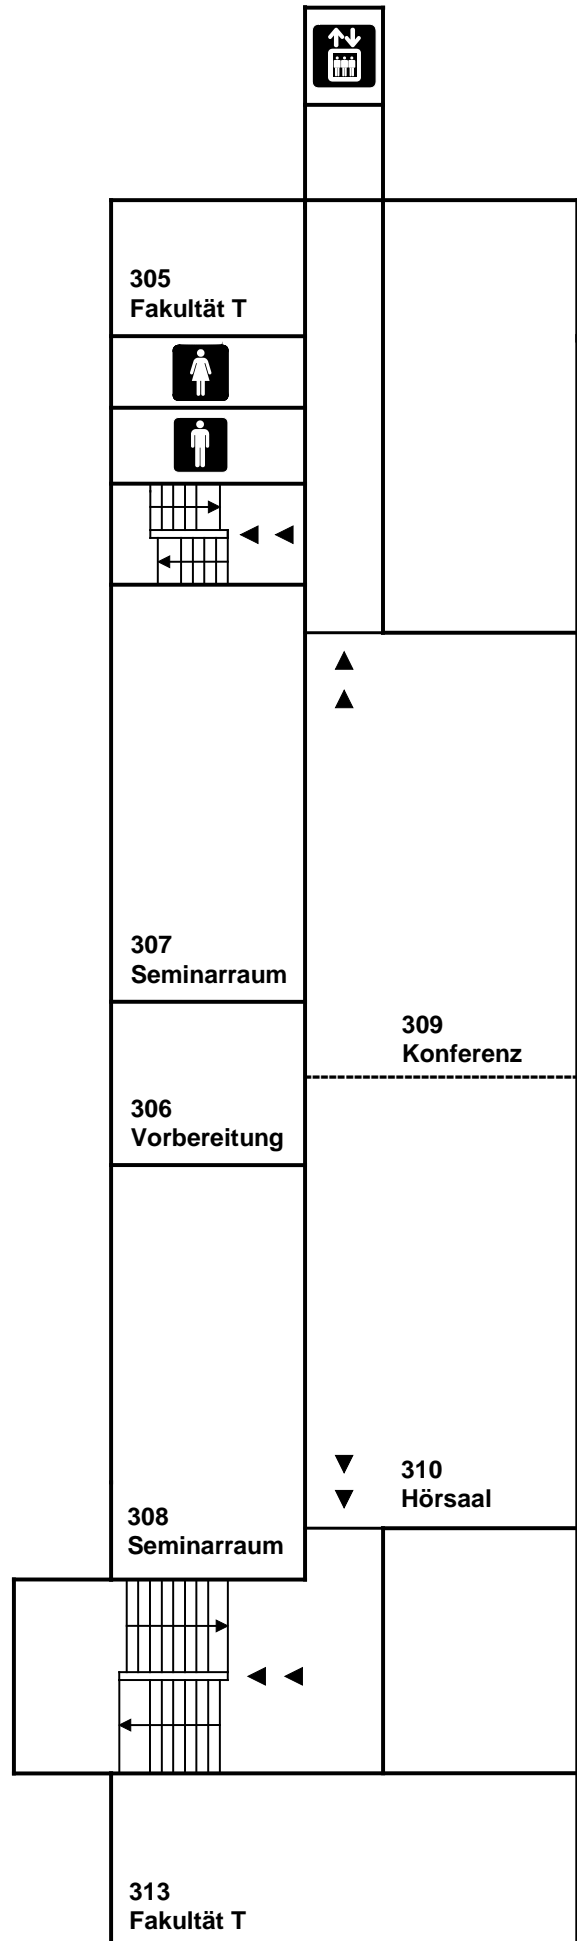 305
Fakultät T
307
Seminarraum
309
Konferenz
306
Vorbereitung
310
Hörsaal
308
Seminarraum
313
Fakultät T